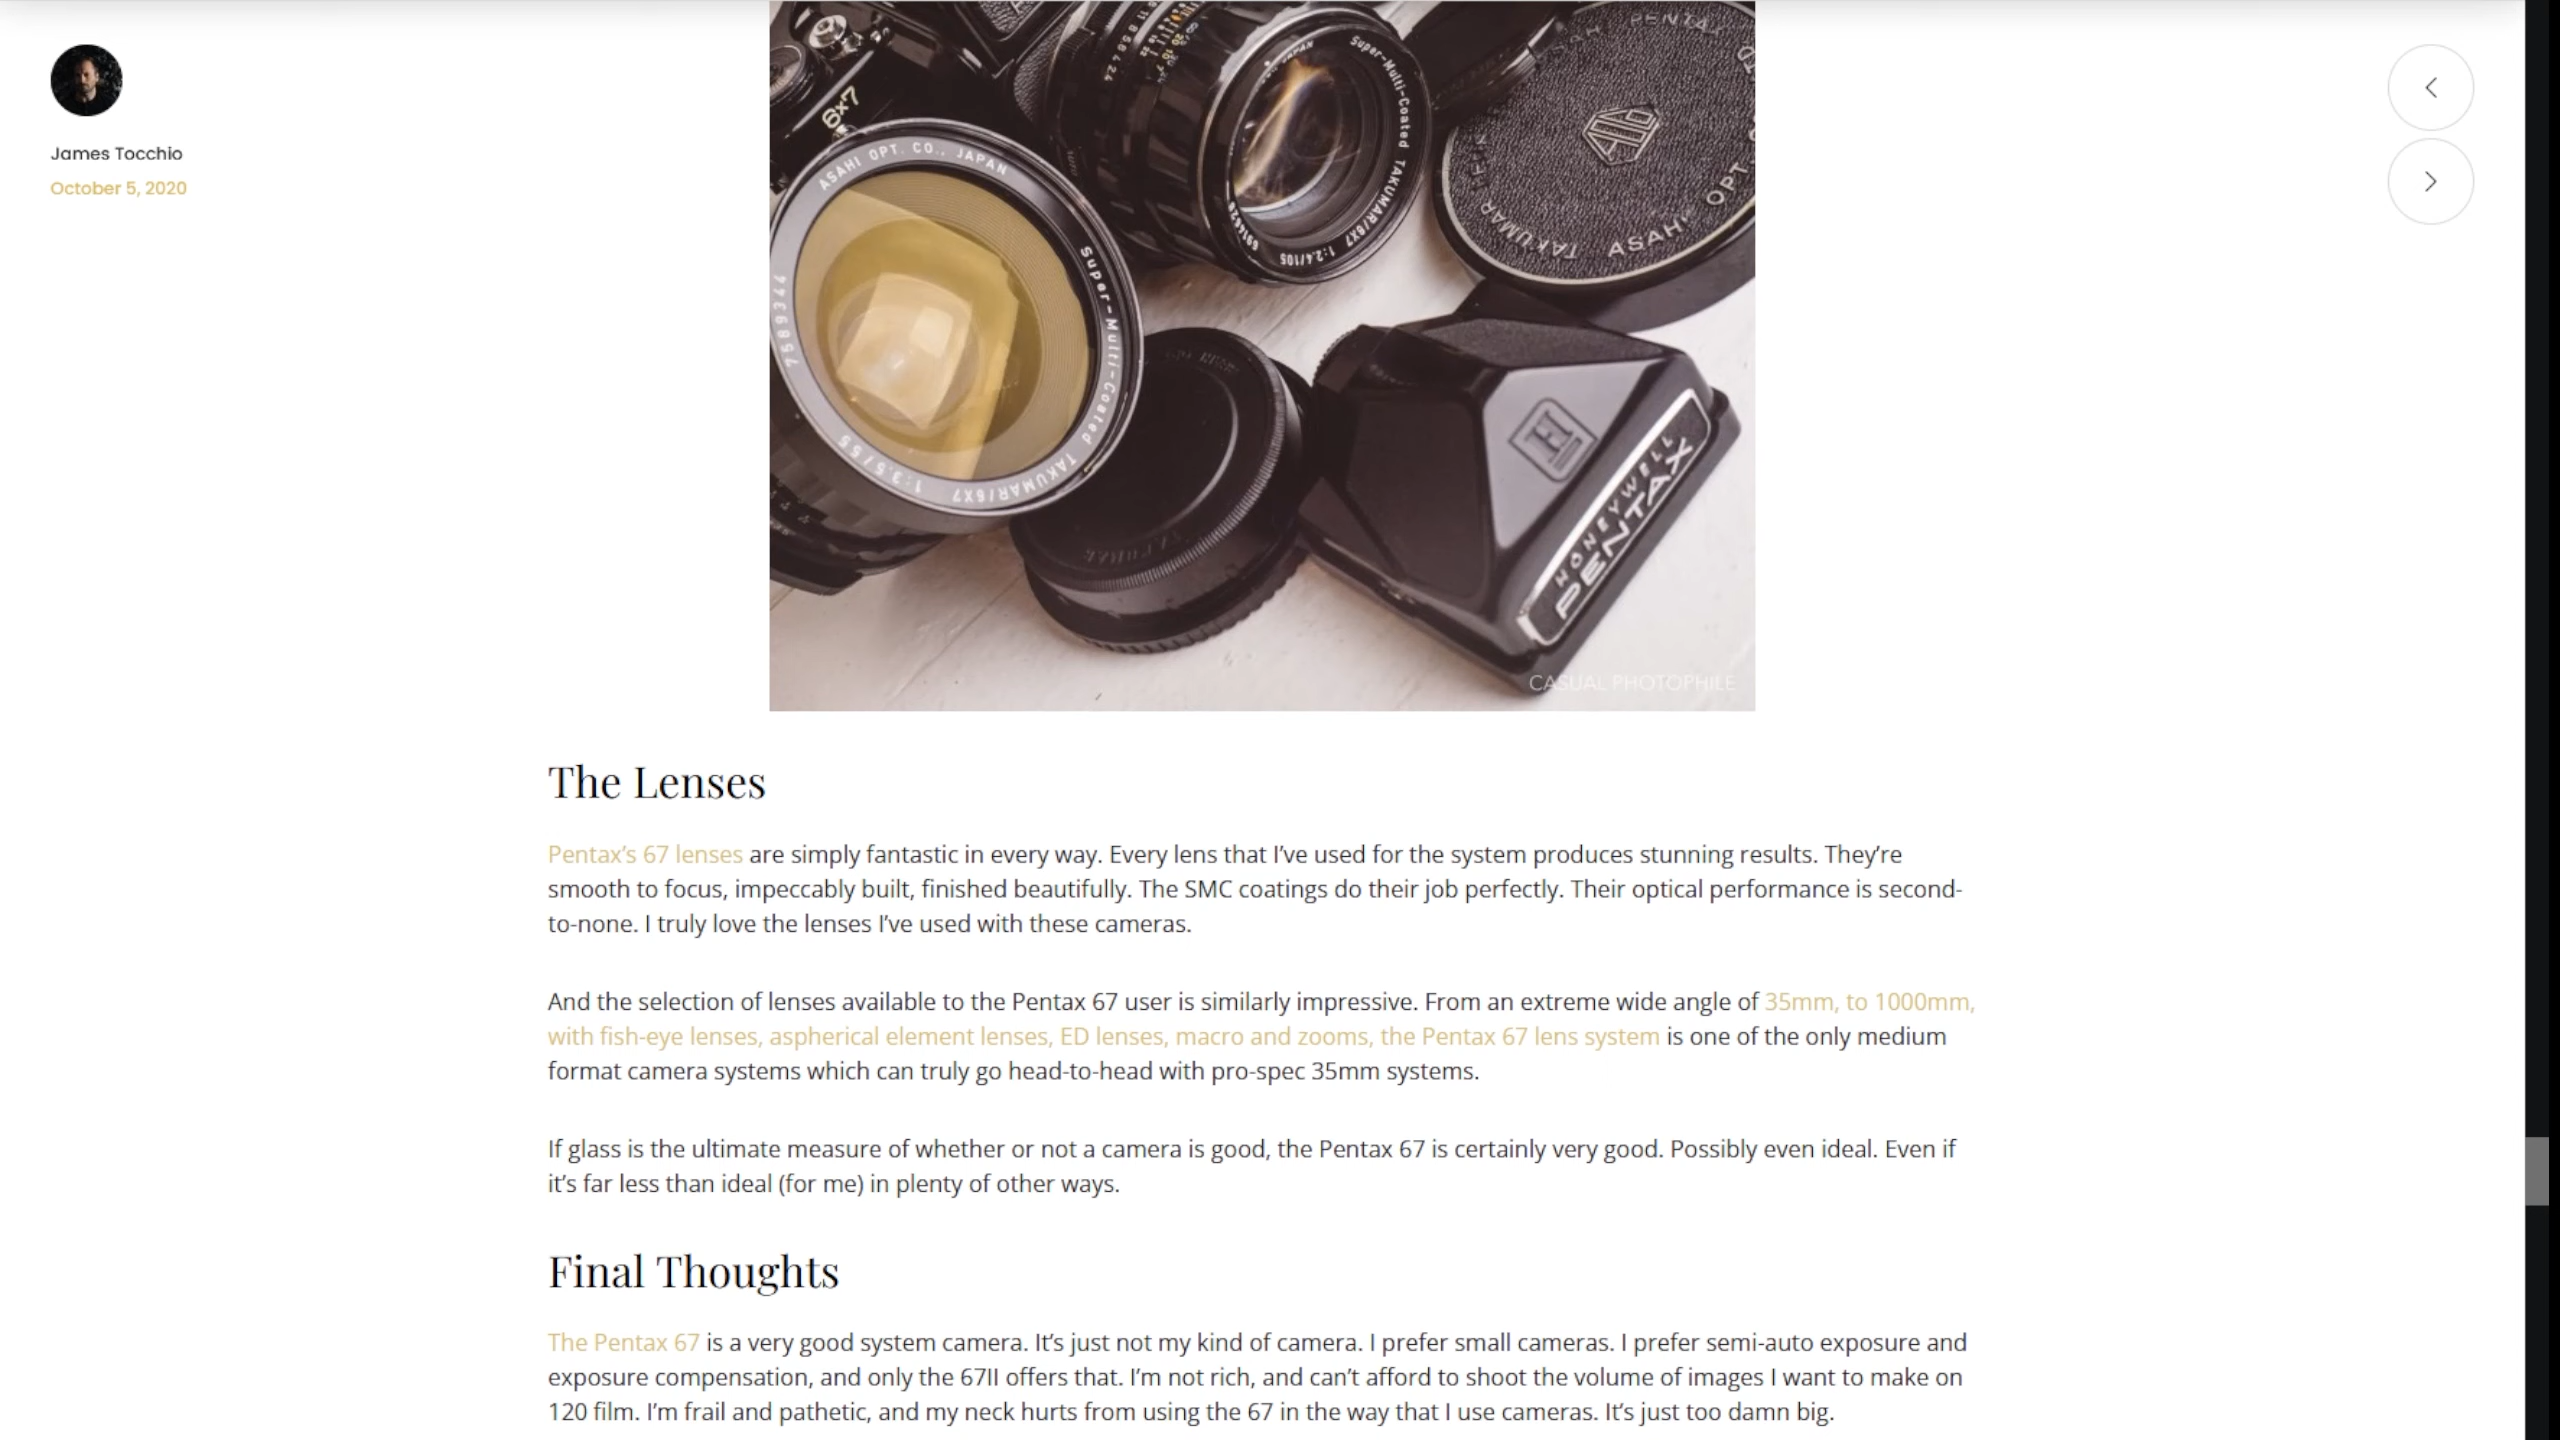 James Tocchio
October 5, 2020
6x7
ASAHI OPT. CO., JAPAN
Super-Multi-Coated TAKUMAR/6X7 1:3.5/55
7589344
Super-Multi-Coated TAKUMAR/6X7 1:2.4/105
JAPAN
ASAHI PENTAX
TAKUMAR
ASAHI OPT.
HONEYWELL
PENTAX
CASUAL PHOTOPHILE
The Lenses
Pentax’s 67 lenses are simply fantastic in every way. Every lens that I’ve used for the system produces stunning results. They’re
smooth to focus, impeccably built, finished beautifully. The SMC coatings do their job perfectly. Their optical performance is second-
to-none. I truly love the lenses I’ve used with these cameras.
And the selection of lenses available to the Pentax 67 user is similarly impressive. From an extreme wide angle of 35mm, to 1000mm,
with fish-eye lenses, aspherical element lenses, ED lenses, macro and zooms, the Pentax 67 lens system is one of the only medium
format camera systems which can truly go head-to-head with pro-spec 35mm systems.
If glass is the ultimate measure of whether or not a camera is good, the Pentax 67 is certainly very good. Possibly even ideal. Even if
it’s far less than ideal (for me) in plenty of other ways.
Final Thoughts
The Pentax 67 is a very good system camera. It’s just not my kind of camera. I prefer small cameras. I prefer semi-auto exposure and
exposure compensation, and only the 67II offers that. I’m not rich, and can’t afford to shoot the volume of images I want to make on
120 film. I’m frail and pathetic, and my neck hurts from using the 67 in the way that I use cameras. It’s just too damn big.